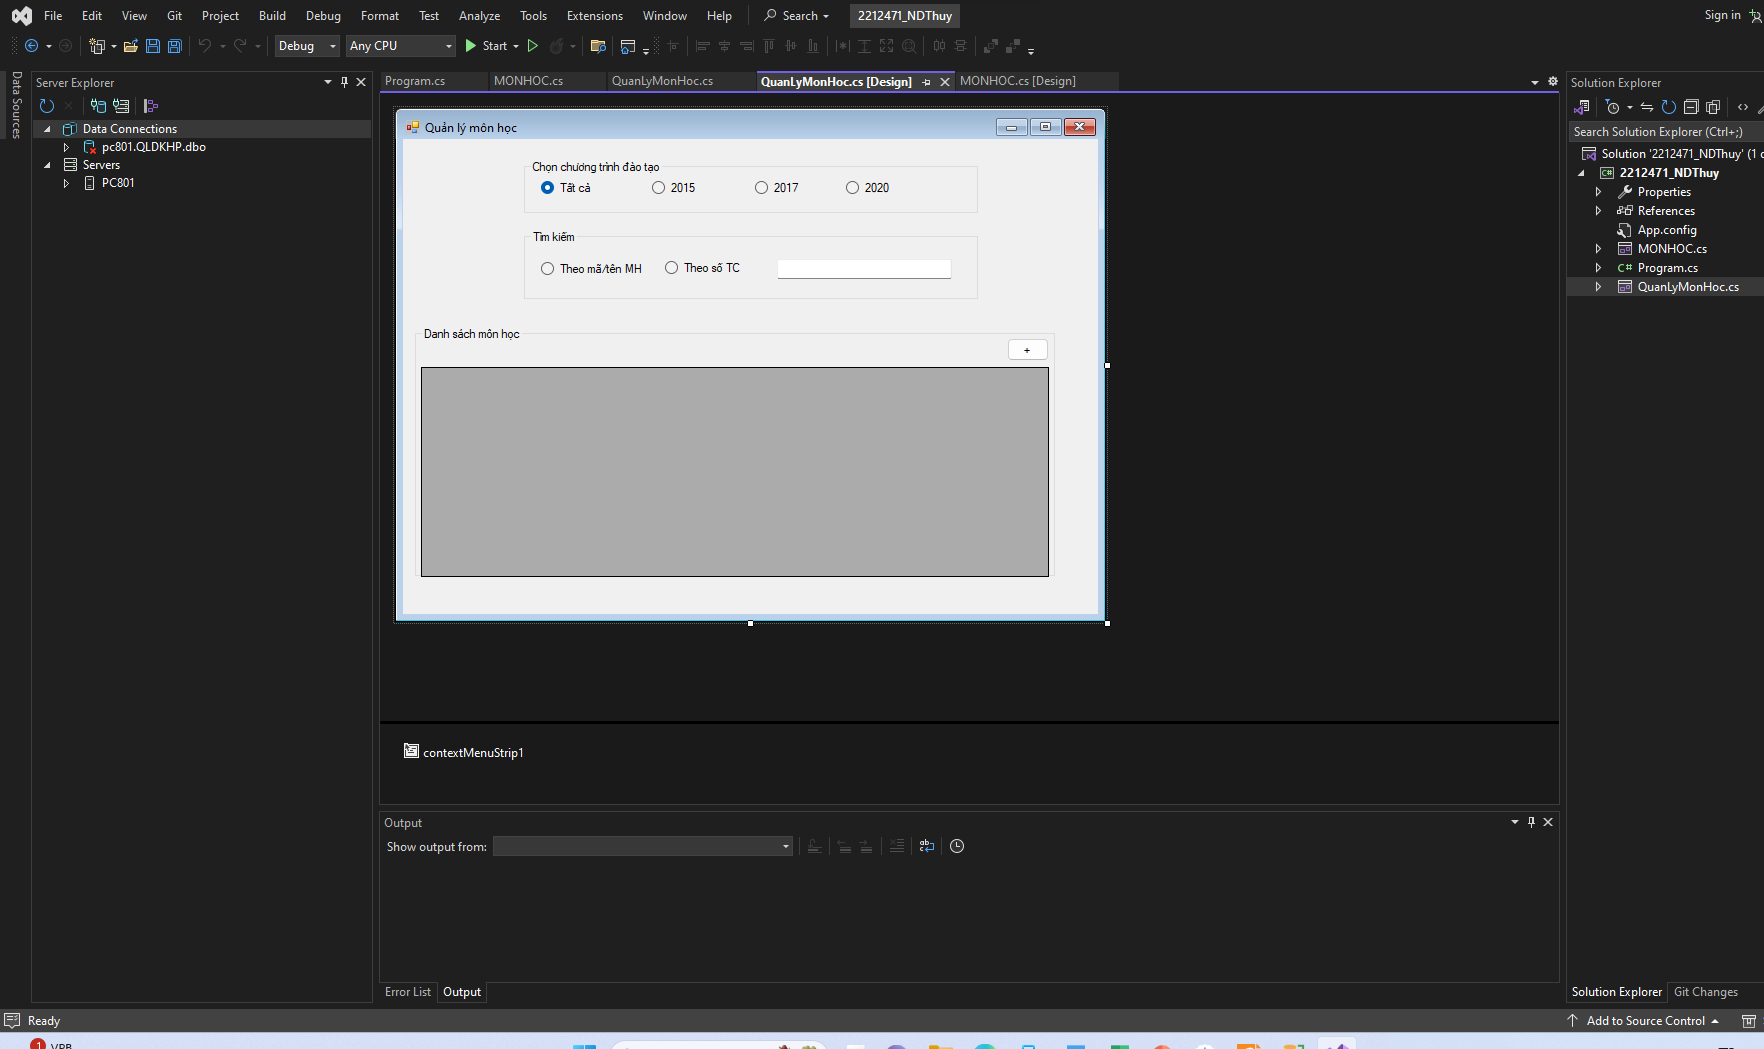 File Edit View Git Project Build Debug Format Test Analyze Tools Extensions Window Help Search 2212471_NDThuy Sign in
Debug Any CPU Start
Data Sources
Server Explorer
Data Connections
pc801.QLDKHP.dbo
Servers
PC801
Program.cs MONHOC.cs QuanLyMonHoc.cs QuanLyMonHoc.cs [Design] MONHOC.cs [Design]
Quản lý môn học
Chọn chương trình đào tạo
Tất cả 2015 2017 2020
Tìm kiếm
Theo mã/tên MH Theo số TC
Danh sách môn học
+
contextMenuStrip1
Output
Show output from:
Error List Output
Solution Explorer
Search Solution Explorer (Ctrl+;)
Solution '2212471_NDThuy' (1 
C# 2212471_NDThuy
Properties
References
App.config
MONHOC.cs
C# Program.cs
QuanLyMonHoc.cs
Solution Explorer Git Changes
Ready Add to Source Control
1 VPB